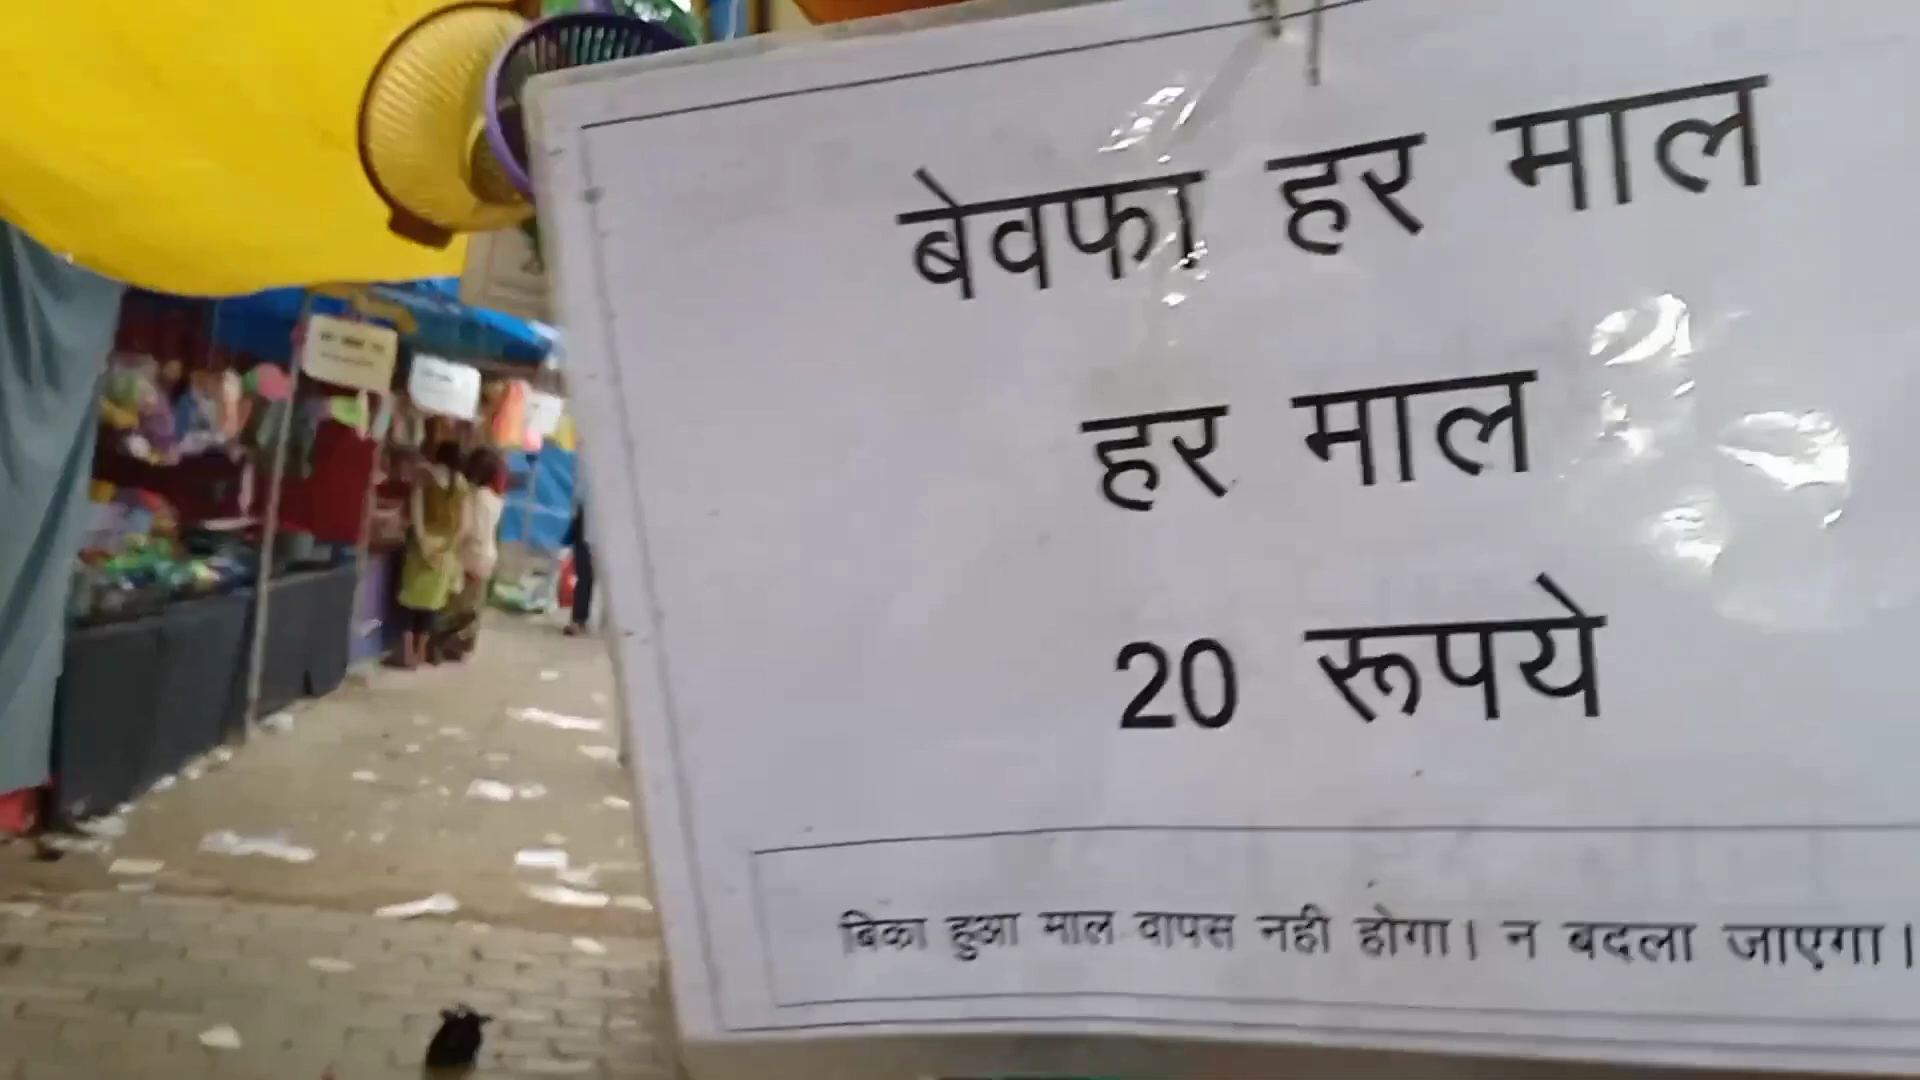 बेवफा हर माल
हर माल
20 रूपये
बिका हुआ माल वापस नही होगा। न बदला जाएगा।